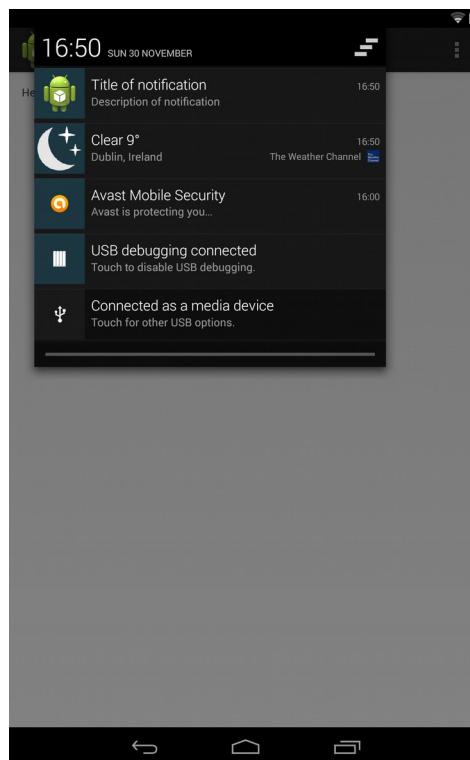 16:50 SUN 30 NOVEMBER
He
Title of notification 16:50
Description of notification
Clear 9° 16:50
Dublin, Ireland The Weather Channel
Avast Mobile Security 16:00
Avast is protecting you...
USB debugging connected
Touch to disable USB debugging.
Connected as a media device
Touch for other USB options.